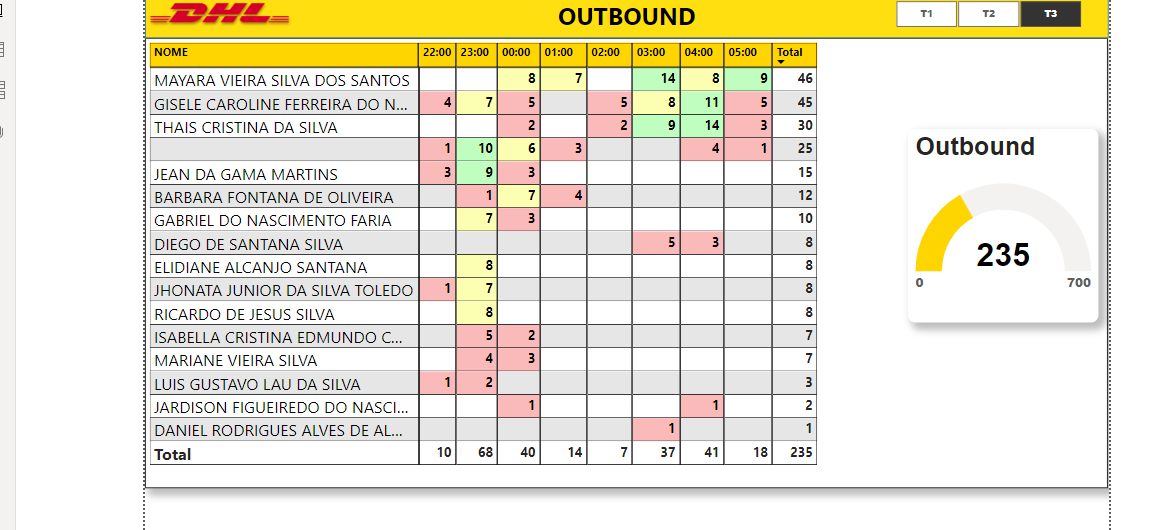 DHL
OUTBOUND
T1 T2 T3
NOME 22:00 23:00 00:00 01:00 02:00 03:00 04:00 05:00 Total
MAYARA VIEIRA SILVA DOS SANTOS 8 7 14 8 9 46
GISELE CAROLINE FERREIRA DO N... 4 7 5 5 8 11 5 45
THAIS CRISTINA DA SILVA 2 2 9 14 3 30
1 10 6 3 4 1 25
JEAN DA GAMA MARTINS 3 9 3 15
BARBARA FONTANA DE OLIVEIRA 1 7 4 12
GABRIEL DO NASCIMENTO FARIA 7 3 10
DIEGO DE SANTANA SILVA 5 3 8
ELIDIANE ALCANJO SANTANA 8 8
JHONATA JUNIOR DA SILVA TOLEDO 1 7 8
RICARDO DE JESUS SILVA 8 8
ISABELLA CRISTINA EDMUNDO C... 5 2 7
MARIANE VIEIRA SILVA 4 3 7
LUIS GUSTAVO LAU DA SILVA 1 2 3
JARDISON FIGUEIREDO DO NASCI... 1 1 2
DANIEL RODRIGUES ALVES DE AL... 1 1
Total 10 68 40 14 7 37 41 18 235
Outbound
235
0 700